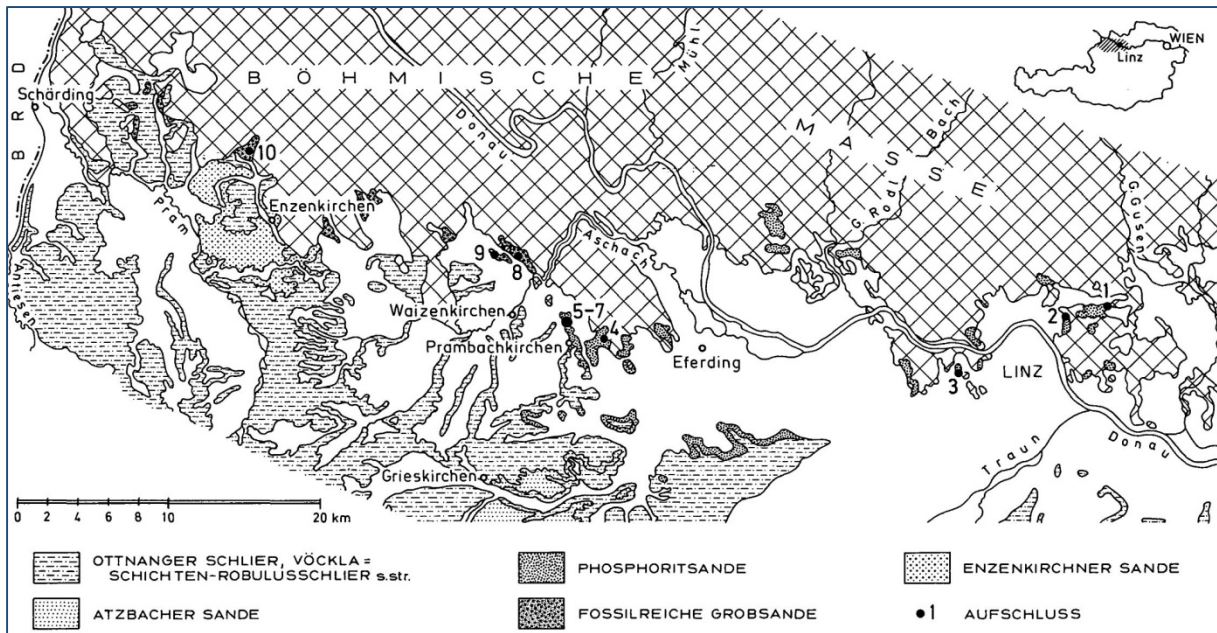 WIEN
Linz
BÖHMISCHE
MASSE
BRD
Schärding
Mühl
Donau
Bach
G. Rodl
G. Gusen
10
Pram
Enzenkirchen
Antiesen
Aschach
9
8
Waizenkirchen
5-7
Prambachkirchen
4
Eferding
1
2
3
LINZ
Traun
Donau
Grieskirchen
0 2 4 6 8 10 20 km
OTTNANGER SCHLIER, VÖCKLA=
SCHICHTEN-ROBULUSSCHLIER s.str.
ATZBACHER SANDE
PHOSPHORITSANDE
FOSSILREICHE GROBSANDE
ENZENKIRCHNER SANDE
1 AUFSCHLUSS